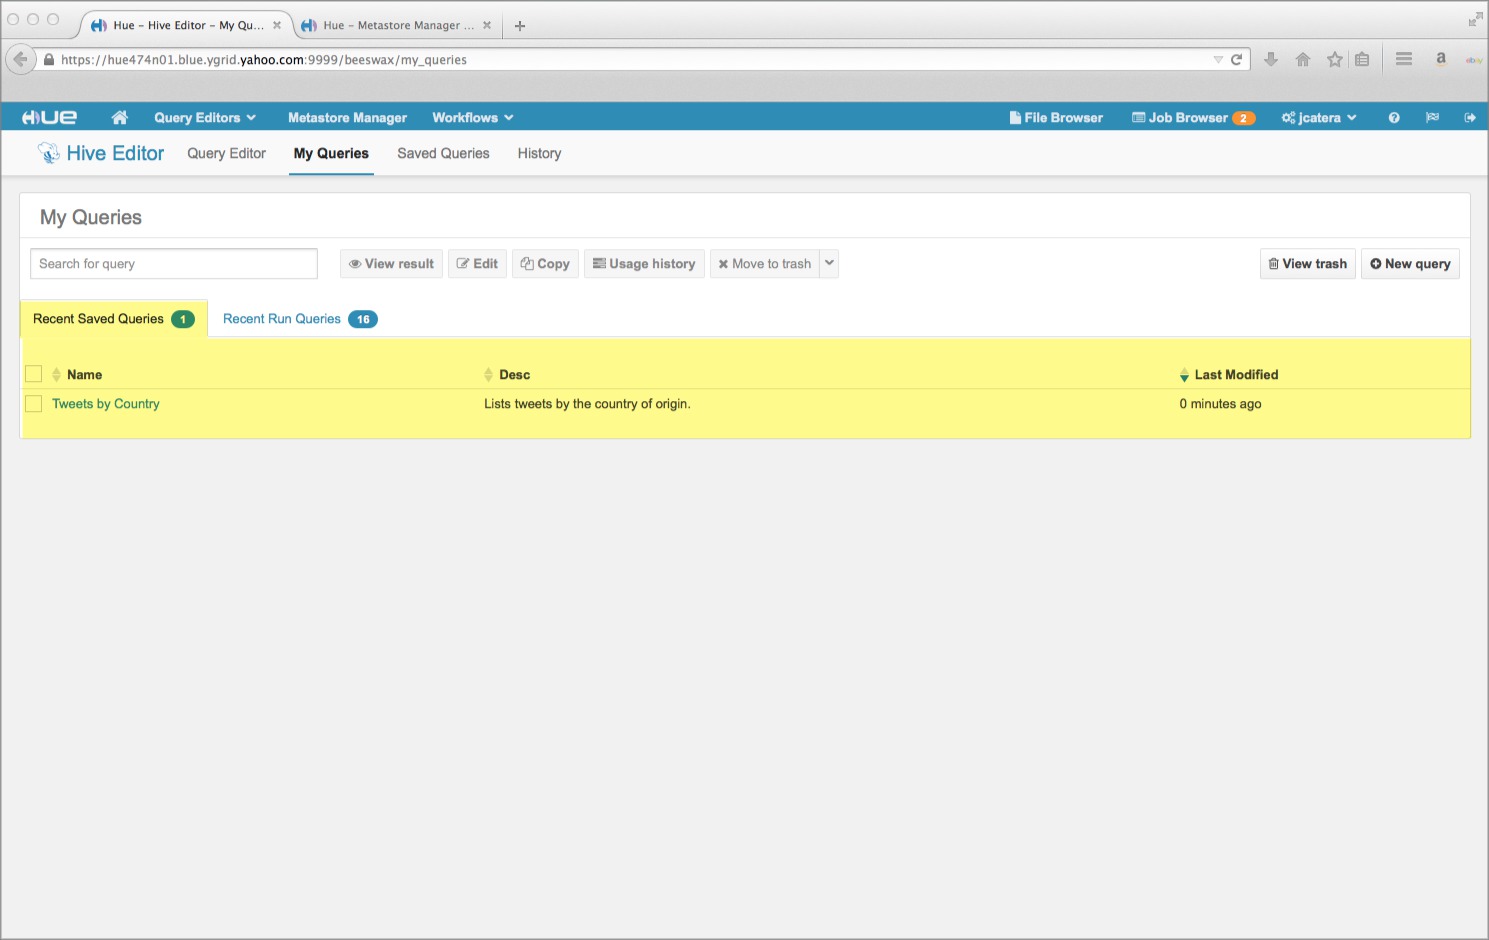 Hue – Hive Editor – My Qu...
Hue – Metastore Manager ...
https://hue474n01.blue.ygrid.yahoo.com:9999/beeswax/my_queries
a
ebay
HUE
Query Editors
Metastore Manager
Workflows
File Browser
Job Browser 2
jcatera
Hive Editor
Query Editor
My Queries
Saved Queries
History
My Queries
Search for query
View result
Edit
Copy
Usage history
Move to trash
View trash
New query
Recent Saved Queries 1
Recent Run Queries 16
Name
Desc
Last Modified
Tweets by Country
Lists tweets by the country of origin.
0 minutes ago